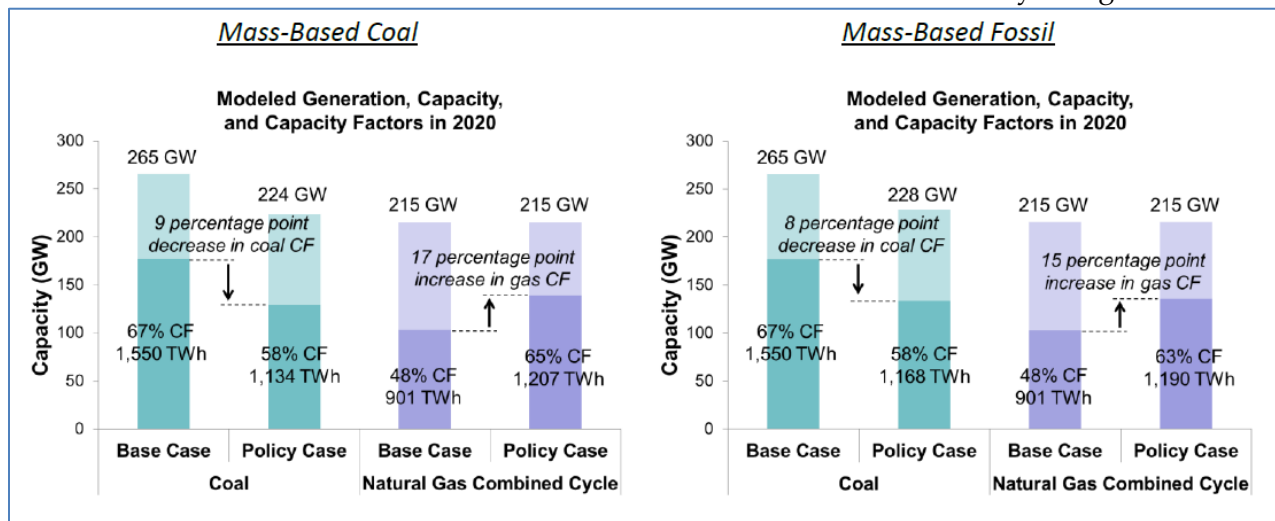 Mass-Based Coal
Modeled Generation, Capacity,
and Capacity Factors in 2020
Capacity (GW)
300
250
200
150
100
50
0
265 GW
224 GW
215 GW
215 GW
9 percentage point
decrease in coal CF
17 percentage point
increase in gas CF
67% CF
1,550 TWh
58% CF
1,134 TWh
48% CF
901 TWh
65% CF
1,207 TWh
Base Case
Policy Case
Base Case
Policy Case
Coal
Natural Gas Combined Cycle
Mass-Based Fossil
Modeled Generation, Capacity,
and Capacity Factors in 2020
Capacity (GW)
300
250
200
150
100
50
0
265 GW
228 GW
215 GW
215 GW
8 percentage point
decrease in coal CF
15 percentage point
increase in gas CF
67% CF
1,550 TWh
58% CF
1,168 TWh
48% CF
901 TWh
63% CF
1,190 TWh
Base Case
Policy Case
Base Case
Policy Case
Coal
Natural Gas Combined Cycle